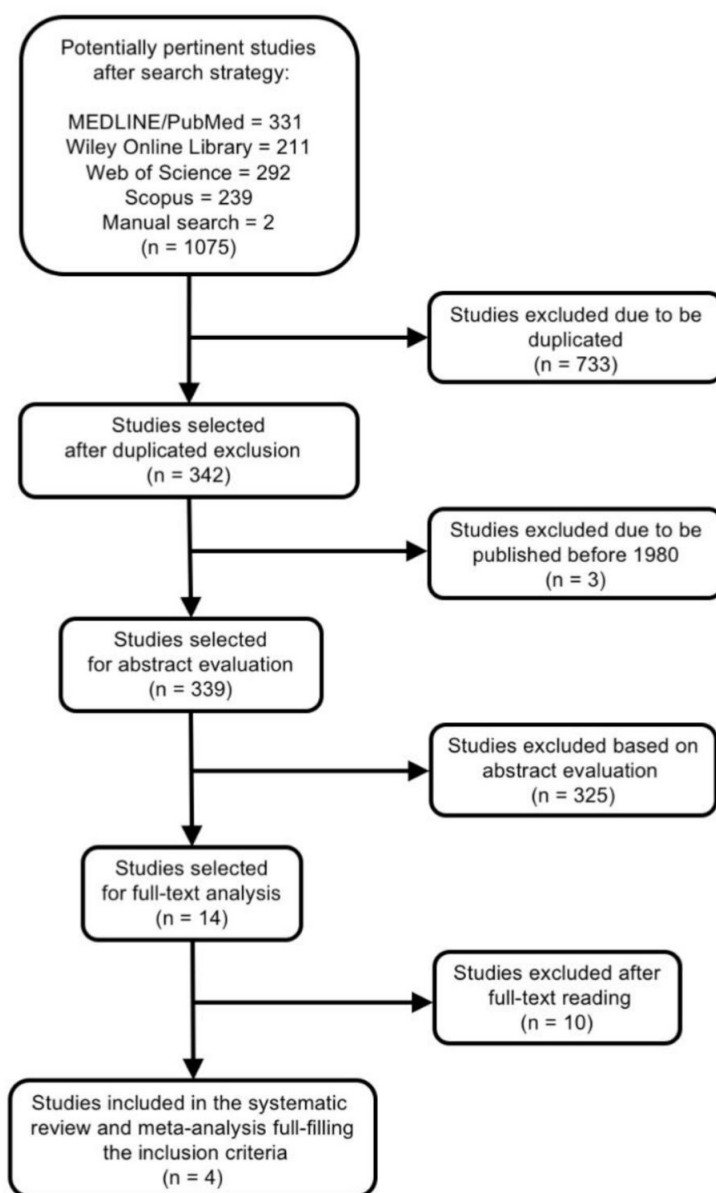 Potentially pertinent studies
after search strategy:
MEDLINE/PubMed = 331
Wiley Online Library = 211
Web of Science = 292
Scopus = 239
Manual search = 2
(n = 1075)
Studies excluded due to be
duplicated
(n = 733)
Studies selected
after duplicated exclusion
(n = 342)
Studies excluded due to be
published before 1980
(n = 3)
Studies selected
for abstract evaluation
(n = 339)
Studies excluded based on
abstract evaluation
(n = 325)
Studies selected
for full-text analysis
(n = 14)
Studies excluded after
full-text reading
(n = 10)
Studies included in the systematic
review and meta-analysis full-filling
the inclusion criteria
(n = 4)